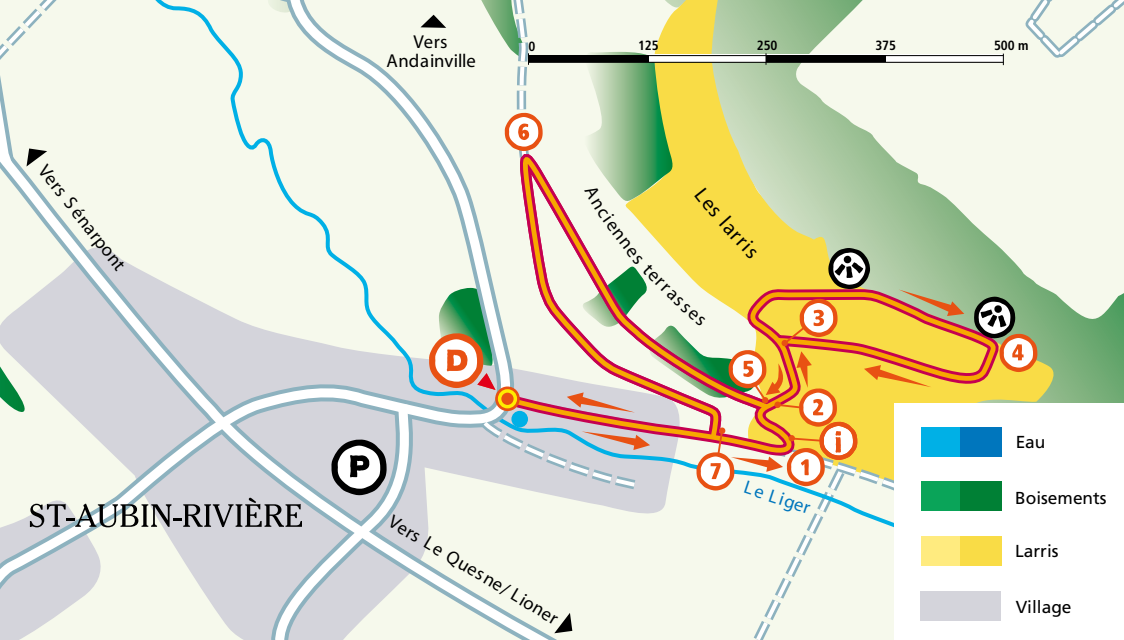 Vers
Andainville
0 125 250 375 500 m
6
Vers Sénarpont
Anciennes terrasses
Les larris
3
4
D
5
2
i
7
1
P
Le Liger
ST-AUBIN-RIVIÈRE
Vers Le Quesne/ Lioner
Eau
Boisements
Larris
Village